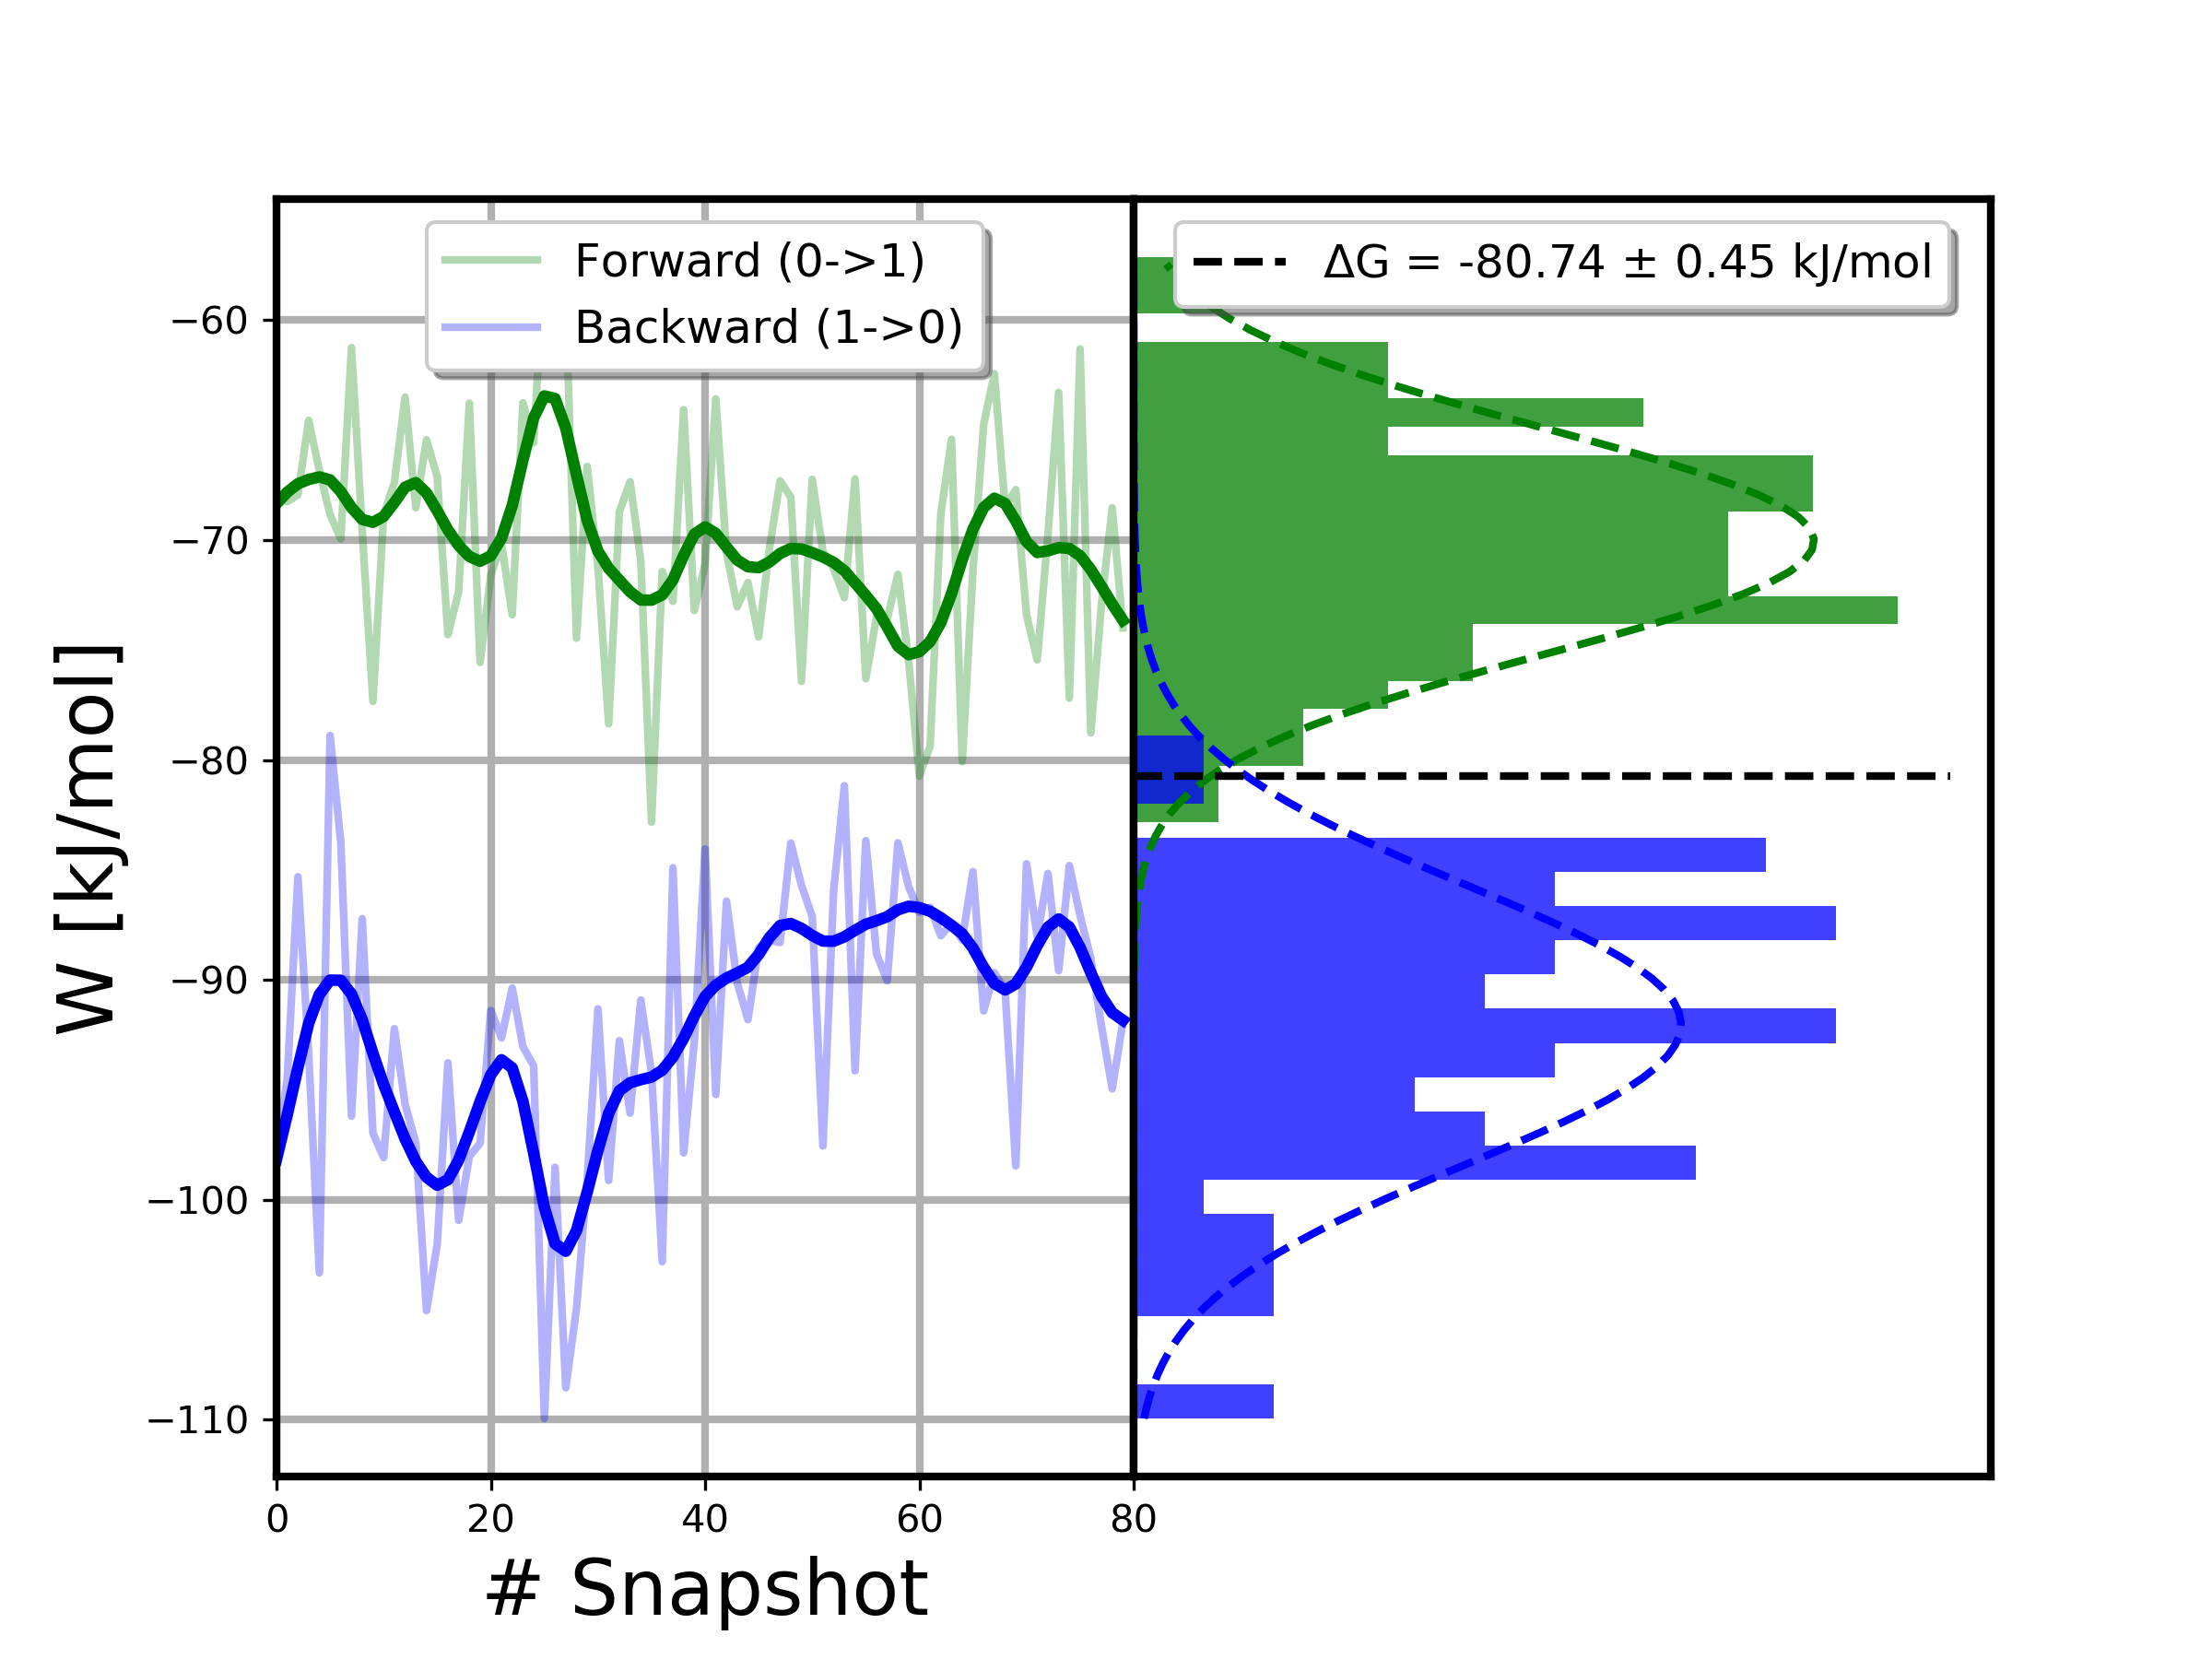 Forward (0->1)
Backward (1->0)
ΔG = -80.74 ± 0.45 kJ/mol
W [kJ/mol]
−60
−70
−80
−90
−100
−110
0 20 40 60 80
# Snapshot